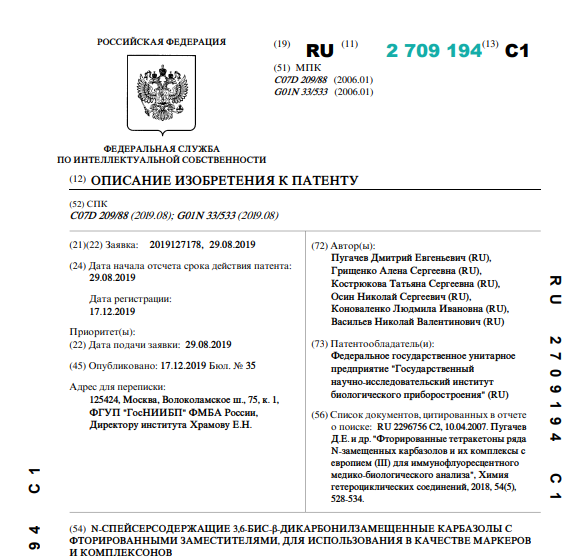 РОССИЙСКАЯ ФЕДЕРАЦИЯ
ФЕДЕРАЛЬНАЯ СЛУЖБА
ПО ИНТЕЛЛЕКТУАЛЬНОЙ СОБСТВЕННОСТИ
(19) RU (11) 2 709 194 (13) C1
(51) МПК
C07D 209/88 (2006.01)
G01N 33/533 (2006.01)
(12) ОПИСАНИЕ ИЗОБРЕТЕНИЯ К ПАТЕНТУ
(52) СПК
C07D 209/88 (2019.08); G01N 33/533 (2019.08)
(21)(22) Заявка: 2019127178, 29.08.2019
(24) Дата начала отсчета срока действия патента:
29.08.2019
Дата регистрации:
17.12.2019
Приоритет(ы):
(22) Дата подачи заявки: 29.08.2019
(45) Опубликовано: 17.12.2019 Бюл. № 35
Адрес для переписки:
125424, Москва, Волоколамское ш., 75, к. 1,
ФГУП "ГосНИИБП" ФМБА России,
Директору института Храмову Е.Н.
(72) Автор(ы):
Пугачев Дмитрий Евгеньевич (RU),
Грищенко Алена Сергеевна (RU),
Кострюкова Татьяна Сергеевна (RU),
Осин Николай Сергеевич (RU),
Коноваленко Людмила Ивановна (RU),
Васильев Николай Валентинович (RU)
(73) Патентообладатель(и):
Федеральное государственное унитарное
предприятие "Государственный
научно-исследовательский институт
биологического приборостроения" (RU)
(56) Список документов, цитированных в отчете
о поиске: RU 2296756 C2, 10.04.2007. Пугачев
Д.Е. и др. "Фторированные тетракетоны ряда
N-замещенных карбазолов и их комплексы с
европием (III) для иммунофлуоресцентного
медико-биологического анализа", Химия
гетероциклических соединений, 2018, 54(5),
528-534.
(54) N-СПЕЙСЕРСОДЕРЖАЩИЕ 3,6-БИС-β-ДИКАРБОНИЛЗАМЕЩЕННЫЕ КАРБАЗОЛЫ С
ФТОРИРОВАННЫМИ ЗАМЕСТИТЕЛЯМИ, ДЛЯ ИСПОЛЬЗОВАНИЯ В КАЧЕСТВЕ МАРКЕРОВ
И КОМПЛЕКСОНОВ
RU 2709194 C1
94 C1